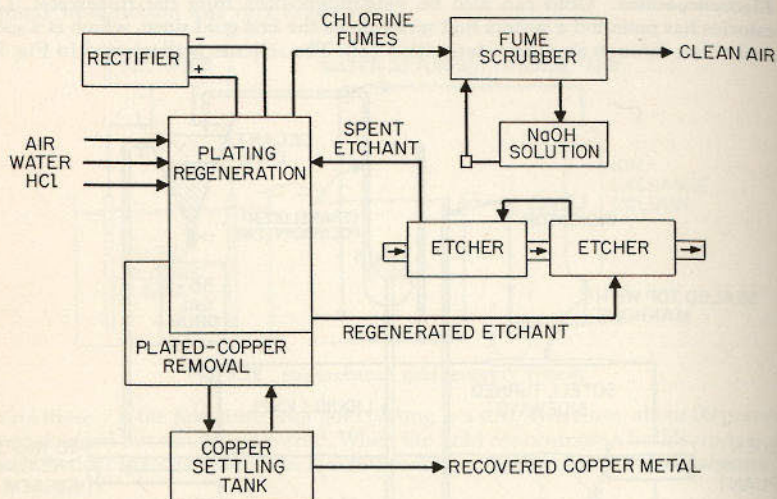 CHLORINE
FUMES
RECTIFIER
−
+
FUME
SCRUBBER
CLEAN AIR
NaOH
SOLUTION
AIR
WATER
HCl
PLATING
REGENERATION
SPENT
ETCHANT
ETCHER
ETCHER
REGENERATED ETCHANT
PLATED-COPPER
REMOVAL
COPPER
SETTLING
TANK
RECOVERED COPPER METAL